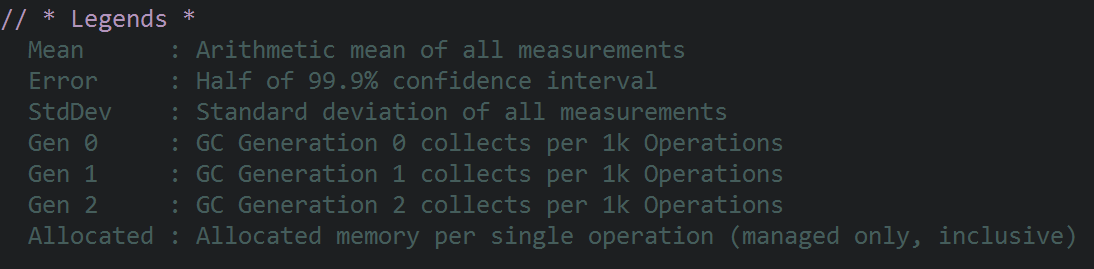 // * Legends *
Mean      : Arithmetic mean of all measurements
Error     : Half of 99.9% confidence interval
StdDev    : Standard deviation of all measurements
Gen 0     : GC Generation 0 collects per 1k Operations
Gen 1     : GC Generation 1 collects per 1k Operations
Gen 2     : GC Generation 2 collects per 1k Operations
Allocated : Allocated memory per single operation (managed only, inclusive)